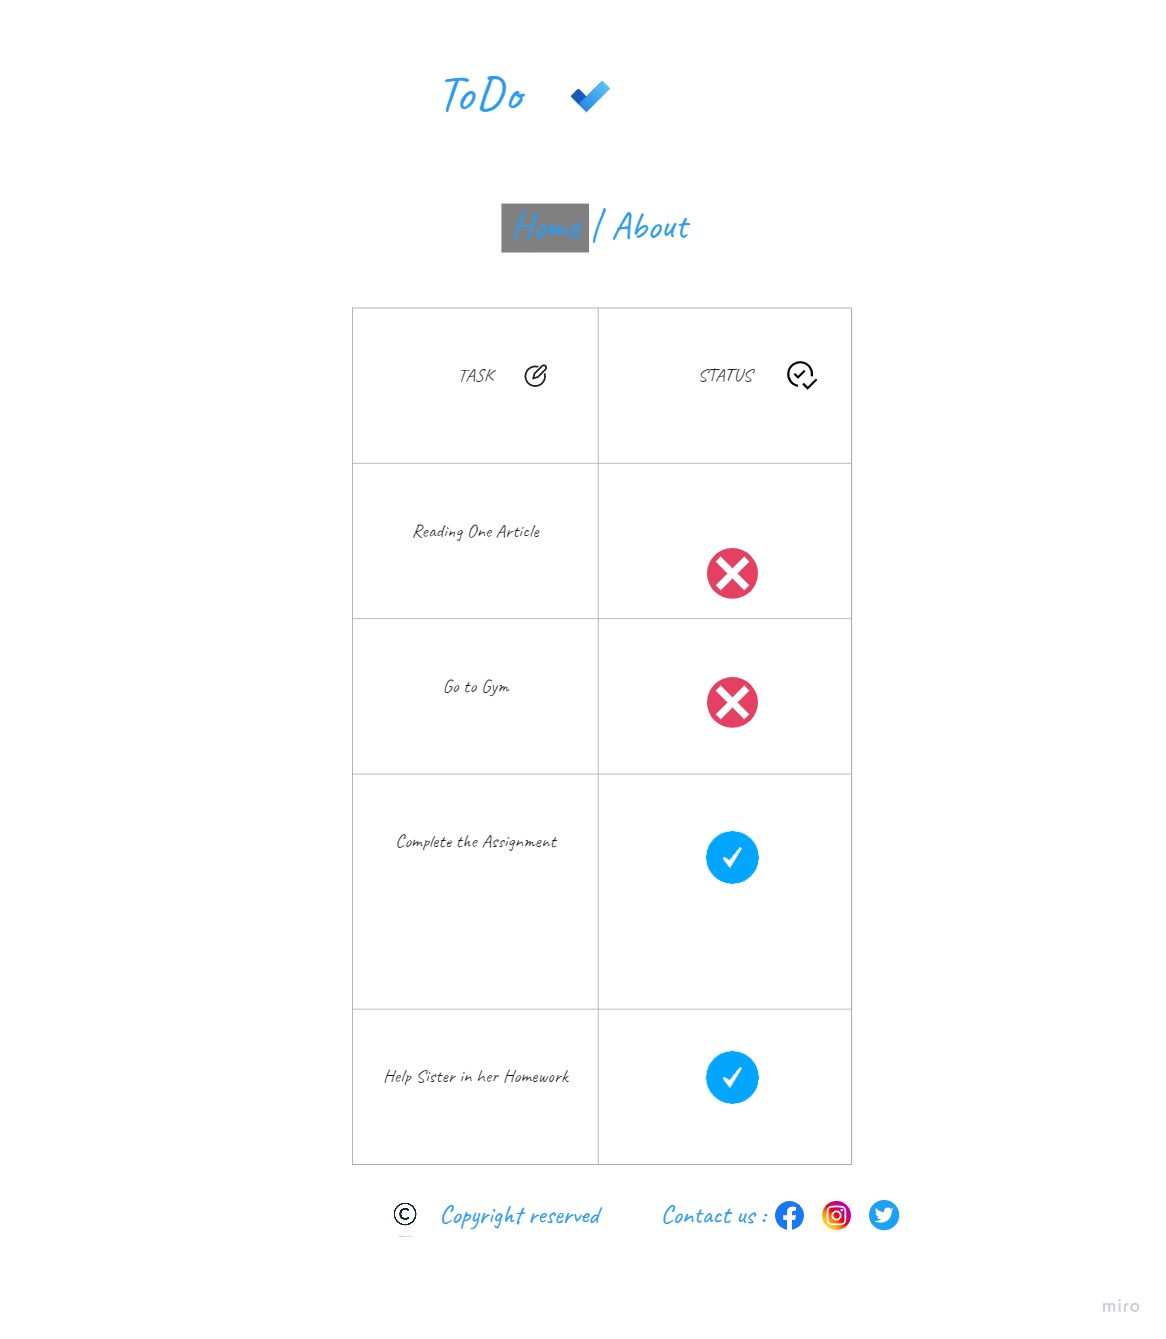 ToDo
Home | About
TASK
STATUS
Reading One Article
Go to Gym
Complete the Assignment
Help Sister in her Homework
© Copyright reserved
Contact us :
miro